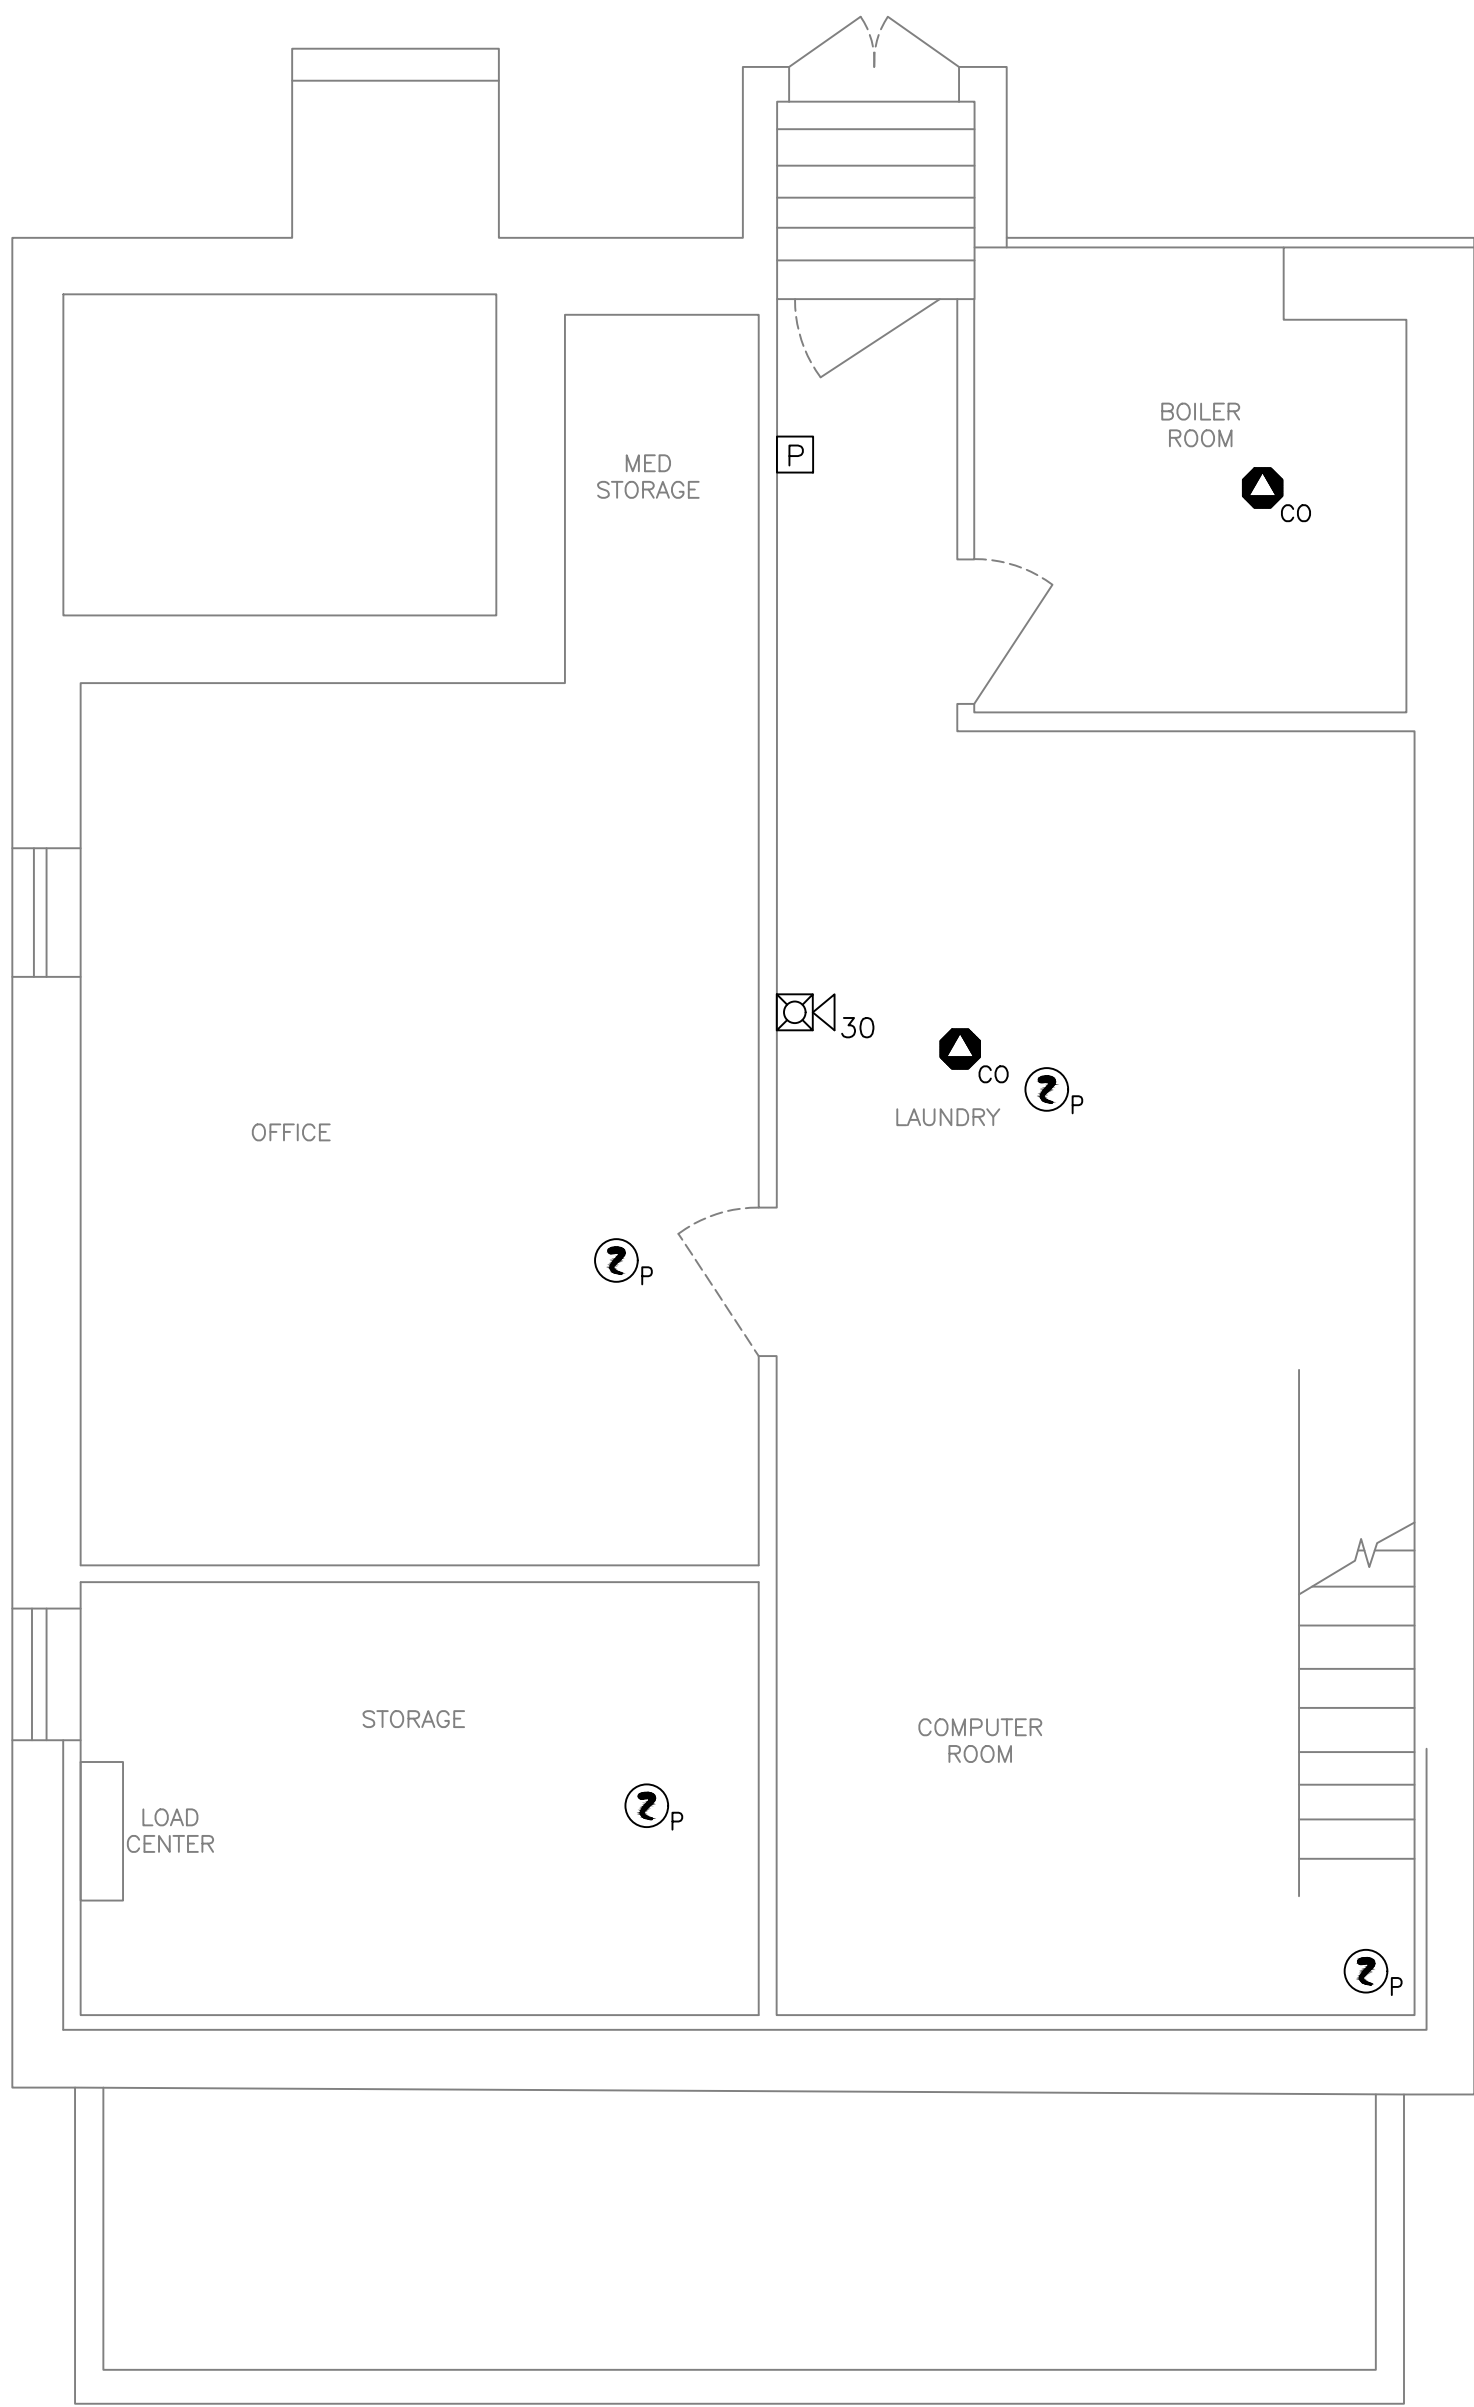 BOILER
ROOM
MED
STORAGE
P
CO
30
CO
P
LAUNDRY
OFFICE
P
STORAGE
COMPUTER
ROOM
P
LOAD
CENTER
P